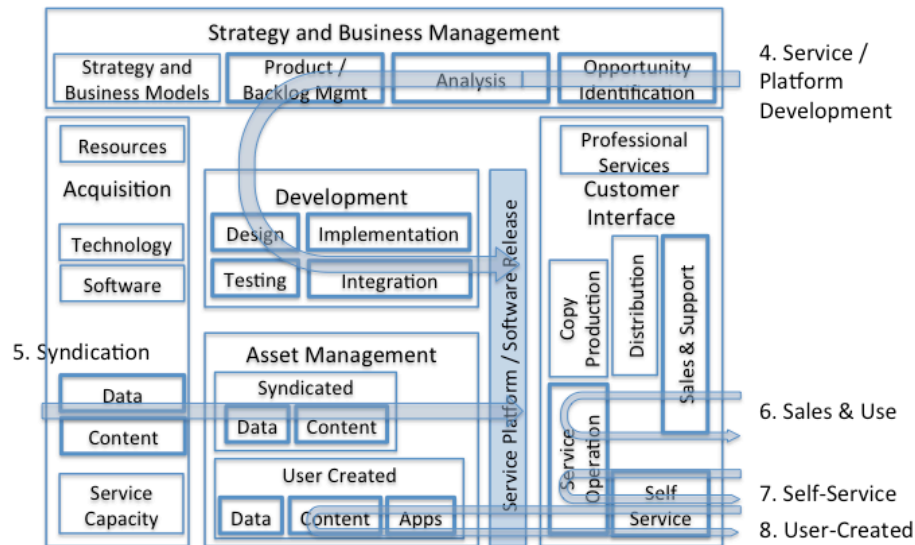 Strategy and Business Management
Strategy and
Business Models
Product /
Backlog Mgmt
Analysis
Opportunity
Identification
4. Service /
Platform
Development
Resources
Acquisition
Technology
Software
5. Syndication
Data
Content
Service
Capacity
Development
Design
Implementation
Testing
Integration
Asset Management
Syndicated
Data
Content
User Created
Data
Content
Apps
Service Platform / Software Release
Professional
Services
Customer
Interface
Copy
Production
Distribution
Sales & Support
Service
Operation
Self
Service
6. Sales & Use
7. Self-Service
8. User-Created